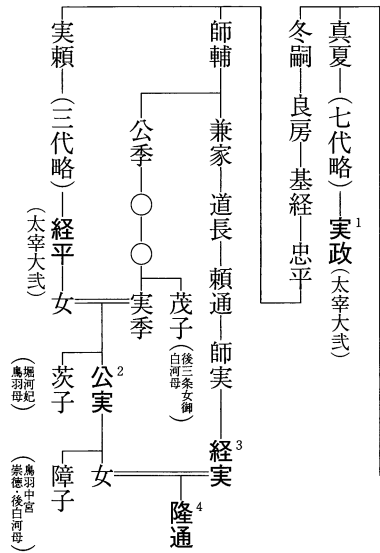 真夏―(七代略)―実政1(太宰大弐)
冬嗣―良房―基経―忠平
師輔―兼家―道長―頼通―師実―経実3
隆通4
茂子(後三条女御 白河母)
公季―○―○―実季
女―公実2―女
実頼―(三代略)―経平(太宰大弐)―女
茨子(堀河妃 鳥羽母)
障子(鳥羽中宮 崇徳・後白河母)